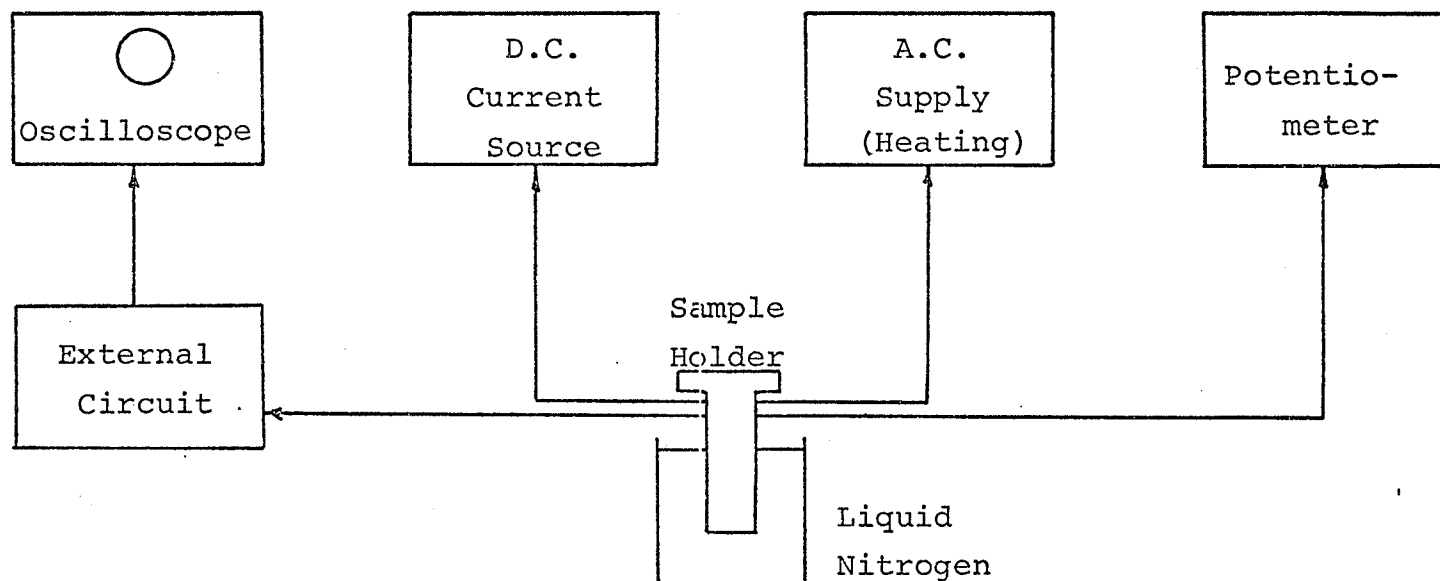 Oscilloscope
D.C.
Current
Source
A.C.
Supply
(Heating)
Potentio-
meter
External
Circuit
Sample
Holder
Liquid
Nitrogen